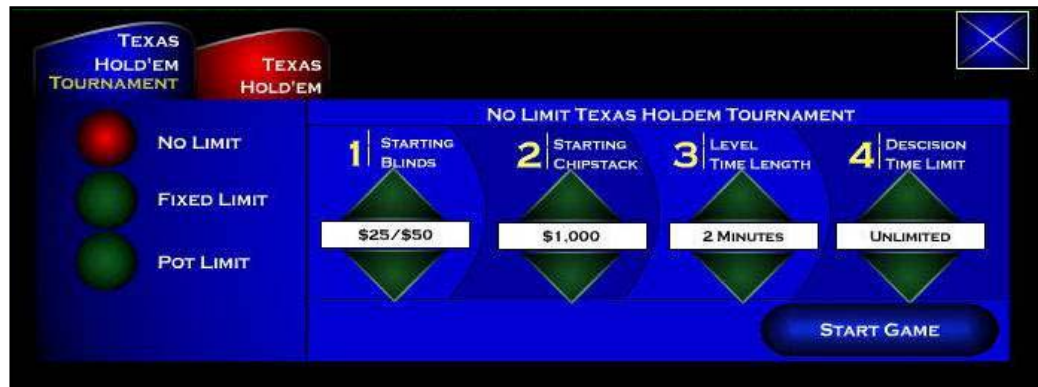 TEXAS
HOLD'EM
TOURNAMENT
TEXAS
HOLD'EM
NO LIMIT
FIXED LIMIT
POT LIMIT
NO LIMIT TEXAS HOLDEM TOURNAMENT
1 STARTING
BLINDS
$25/$50
2 STARTING
CHIPSTACK
$1,000
3 LEVEL
TIME LENGTH
2 MINUTES
4 DESCISION
TIME LIMIT
UNLIMITED
START GAME